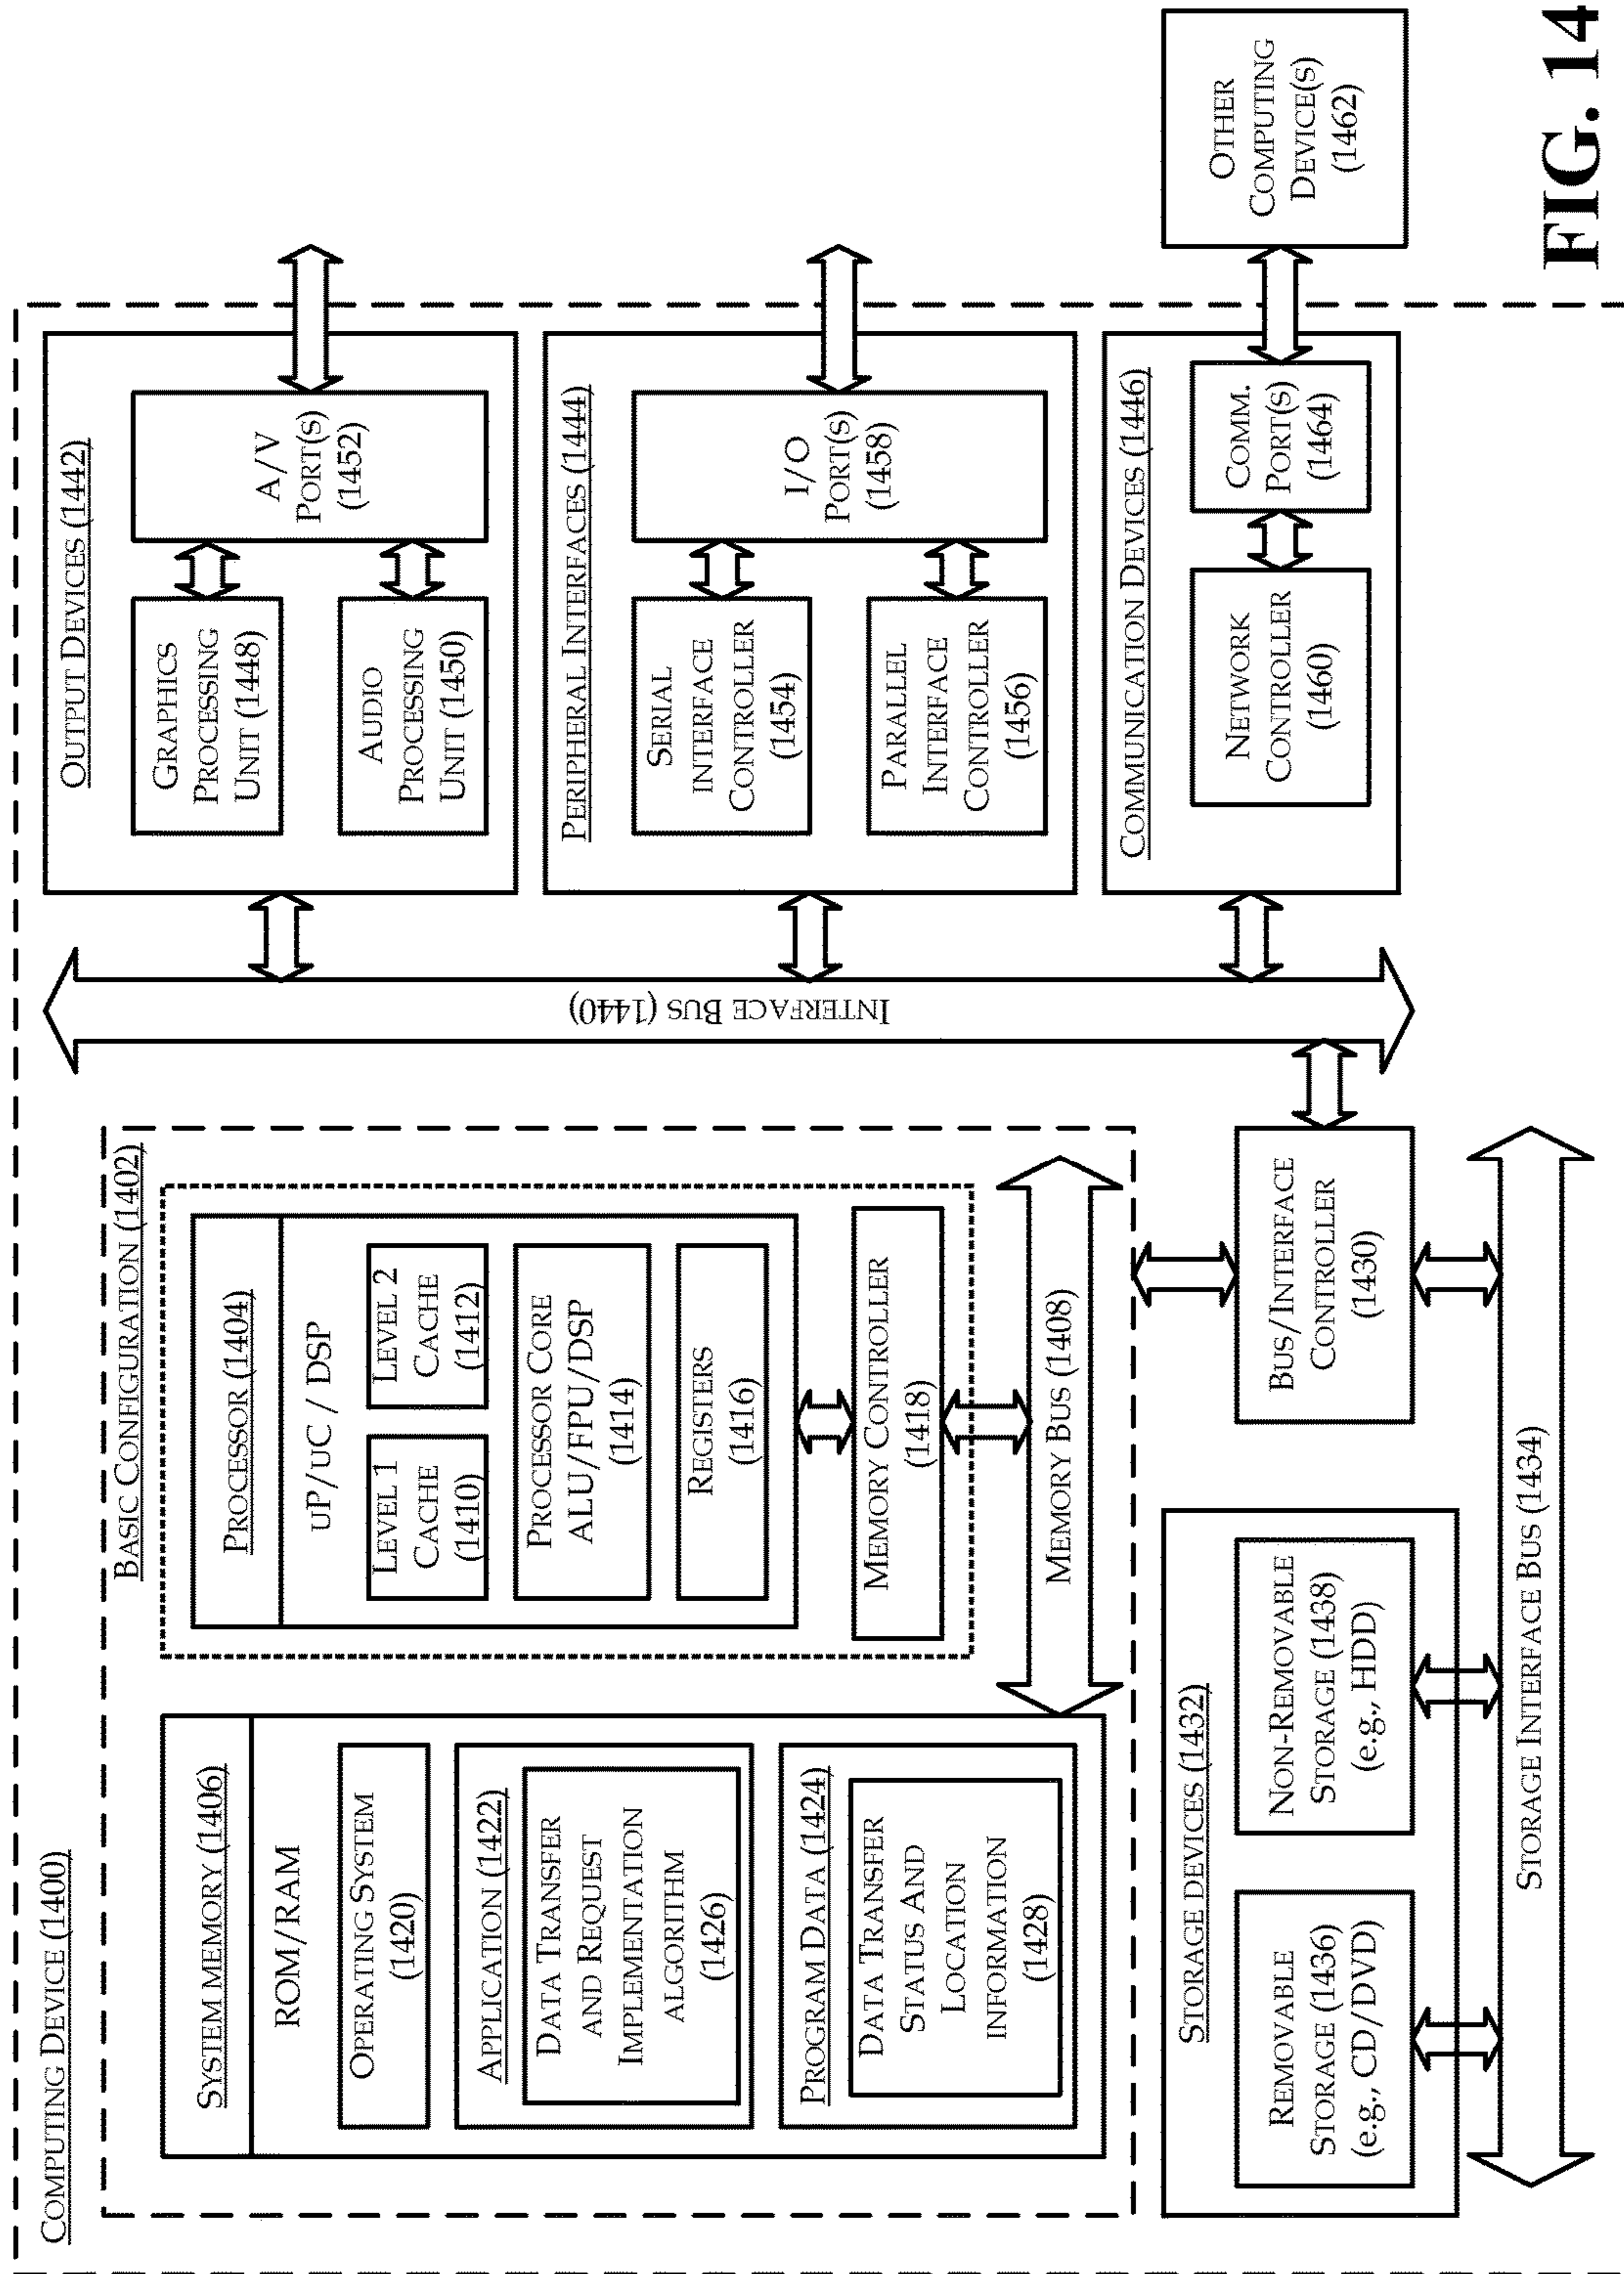 COMPUTING DEVICE (1400)
BASIC CONFIGURATION (1402)
SYSTEM MEMORY (1406)
ROM/RAM
OPERATING SYSTEM
(1420)
APPLICATION (1422)
DATA TRANSFER
AND REQUEST
IMPLEMENTATION
ALGORITHM
(1426)
PROGRAM DATA (1424)
DATA TRANSFER
STATUS AND
LOCATION
INFORMATION
(1428)
PROCESSOR (1404)
UP/UC / DSP
LEVEL 1
CACHE
(1410)
LEVEL 2
CACHE
(1412)
PROCESSOR CORE
ALU/FPU/DSP
(1414)
REGISTERS
(1416)
MEMORY CONTROLLER
(1418)
MEMORY BUS (1408)
BUS/INTERFACE
CONTROLLER
(1430)
STORAGE DEVICES (1432)
REMOVABLE
STORAGE (1436)
(e.g., CD/DVD)
NON-REMOVABLE
STORAGE (1438)
(e.g., HDD)
STORAGE INTERFACE BUS (1434)
INTERFACE BUS (1440)
OUTPUT DEVICES (1442)
GRAPHICS
PROCESSING
UNIT (1448)
AUDIO
PROCESSING
UNIT (1450)
A/V
PORT(S)
(1452)
PERIPHERAL INTERFACES (1444)
SERIAL
INTERFACE
CONTROLLER
(1454)
PARALLEL
INTERFACE
CONTROLLER
(1456)
I/O
PORT(S)
(1458)
COMMUNICATION DEVICES (1446)
NETWORK
CONTROLLER
(1460)
COMM.
PORT(S)
(1464)
OTHER
COMPUTING
DEVICE(S)
(1462)
FIG. 14